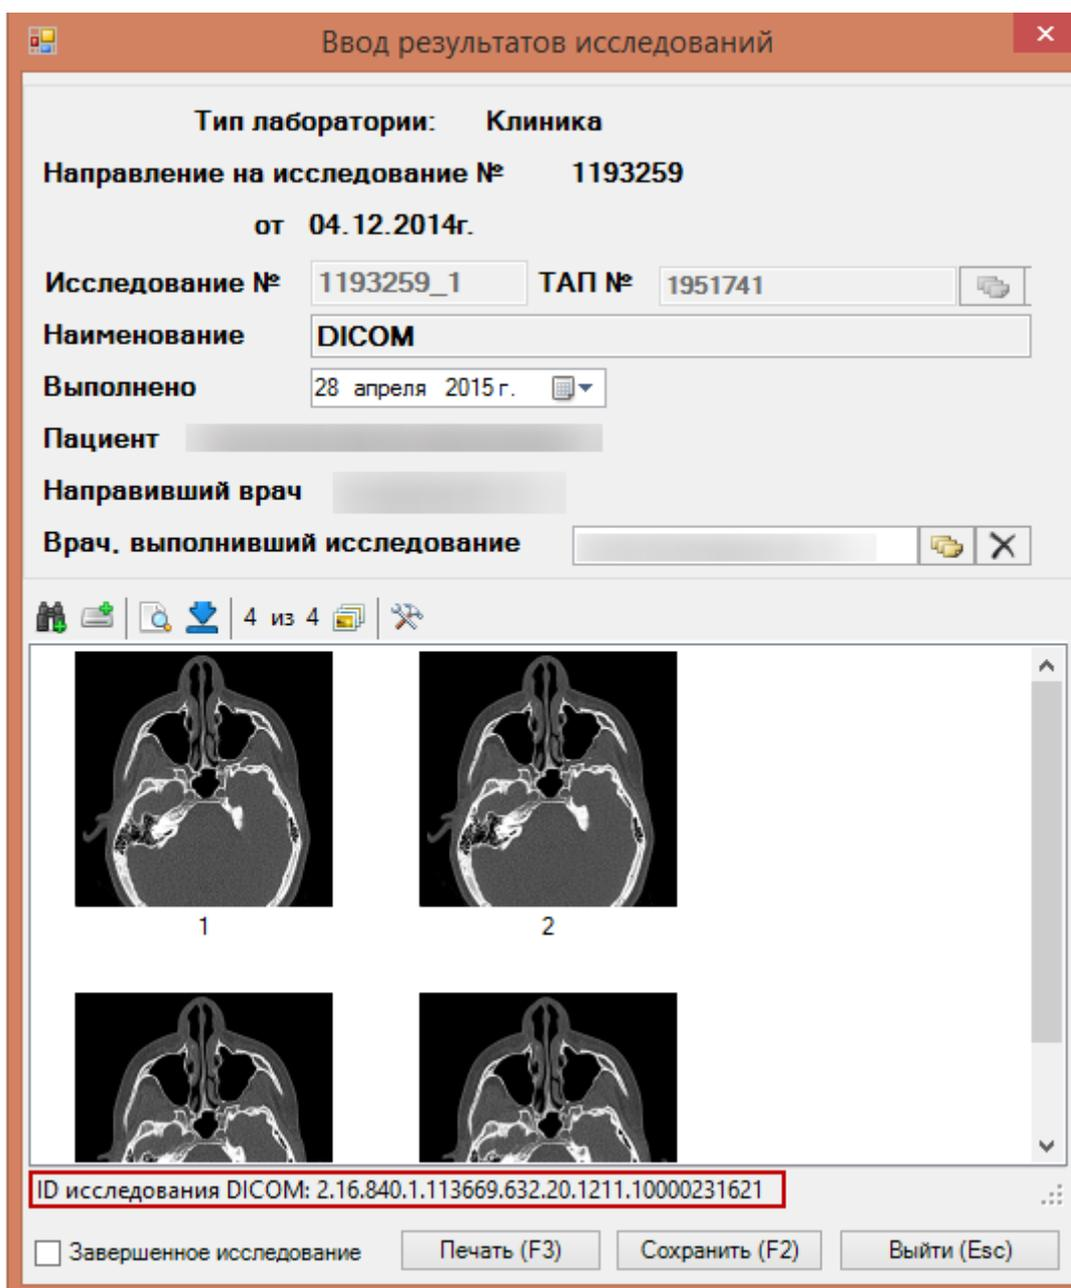 Ввод результатов исследований
Тип лаборатории: Клиника
Направление на исследование № 1193259
от 04.12.2014г.
Исследование № 1193259_1 ТАП № 1951741
Наименование DICOM
Выполнено 28 апреля 2015 г.
Пациент
Направивший врач
Врач, выполнивший исследование
4 из 4
1 2
ID исследования DICOM: 2.16.840.1.113669.632.20.1211.10000231621
Завершенное исследование Печать (F3) Сохранить (F2) Выйти (Esc)